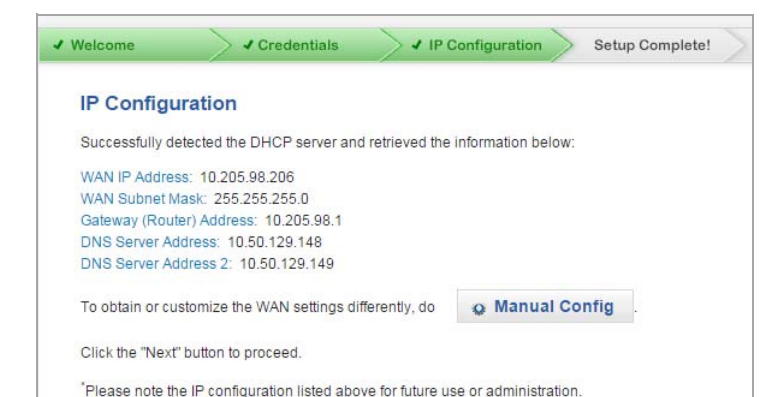 ✔ Welcome ✔ Credentials ✔ IP Configuration Setup Complete!
IP Configuration
Successfully detected the DHCP server and retrieved the information below:
WAN IP Address: 10.205.98.206
WAN Subnet Mask: 255.255.255.0
Gateway (Router) Address: 10.205.98.1
DNS Server Address: 10.50.129.148
DNS Server Address 2: 10.50.129.149
To obtain or customize the WAN settings differently, do Manual Config .
Click the "Next" button to proceed.
*Please note the IP configuration listed above for future use or administration.